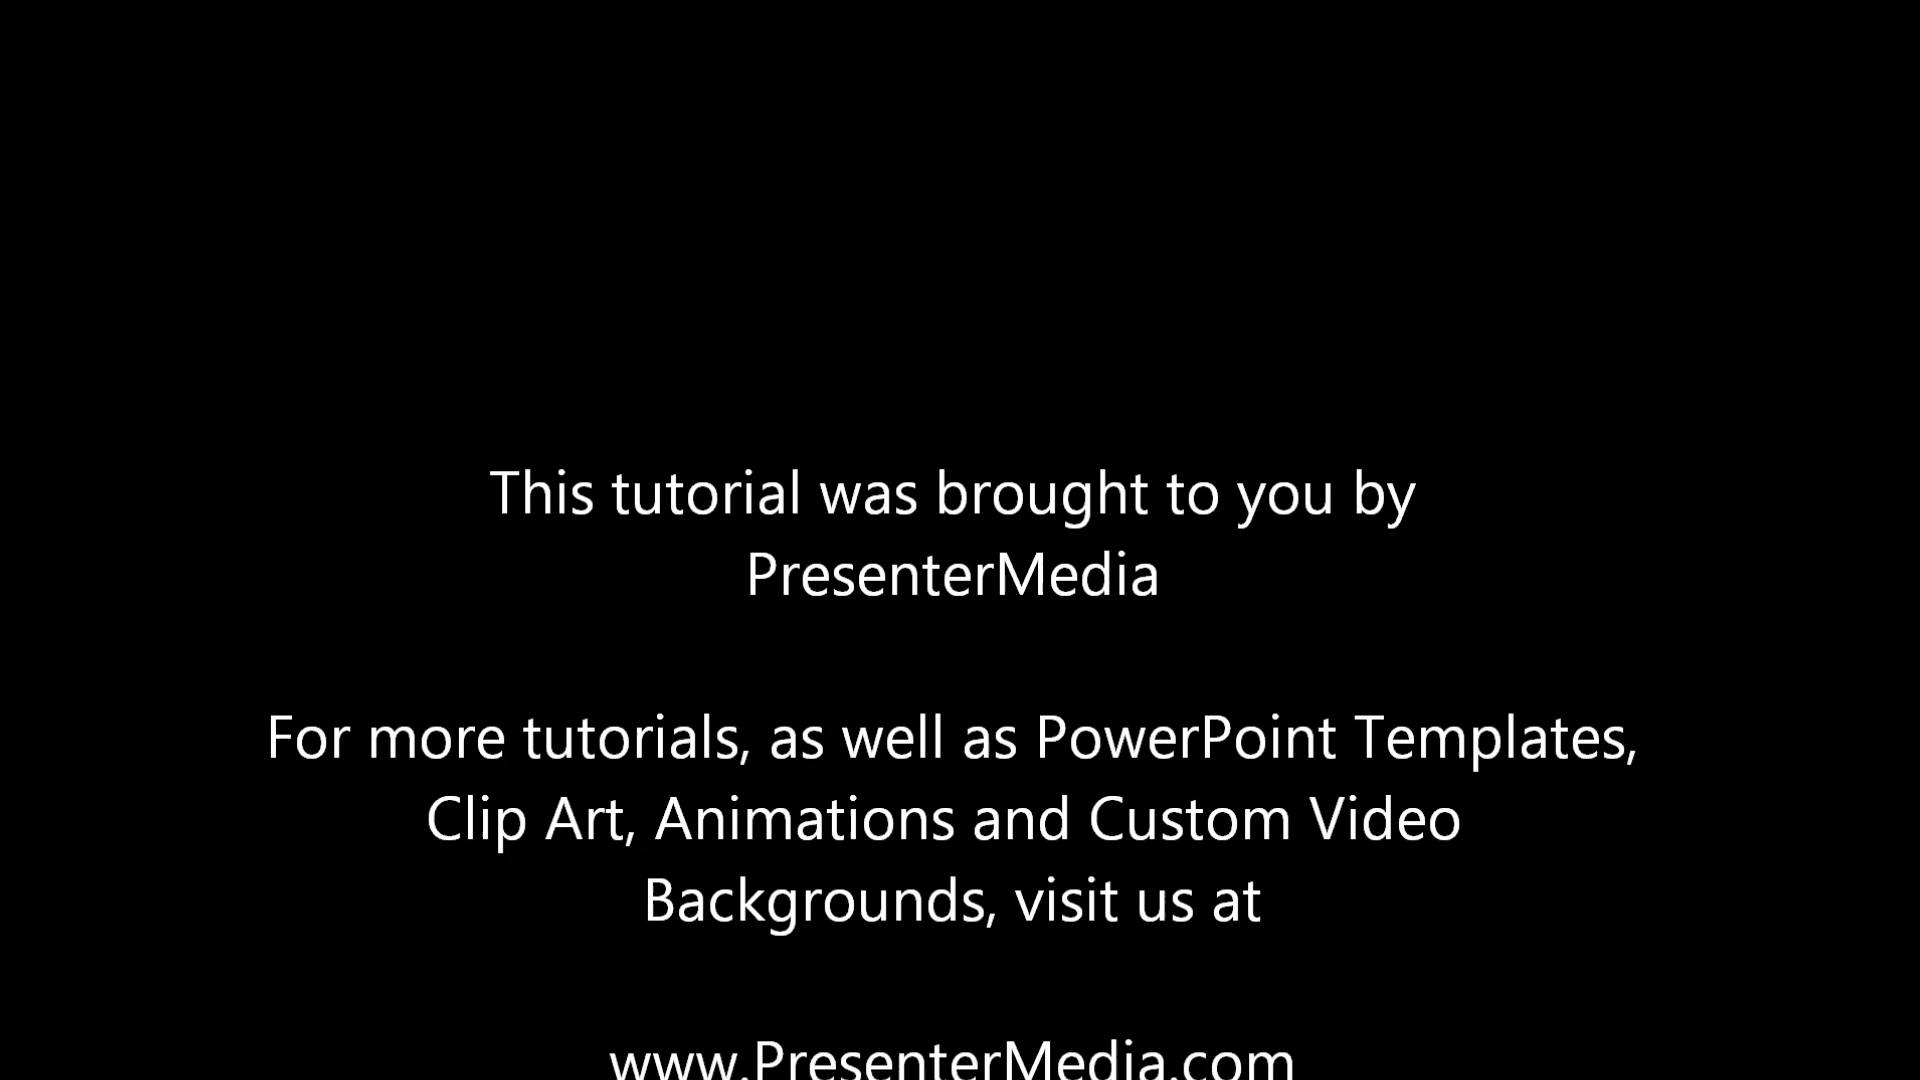 This tutorial was brought to you by
PresenterMedia
For more tutorials, as well as PowerPoint Templates,
Clip Art, Animations and Custom Video
Backgrounds, visit us at
www.PresenterMedia.com